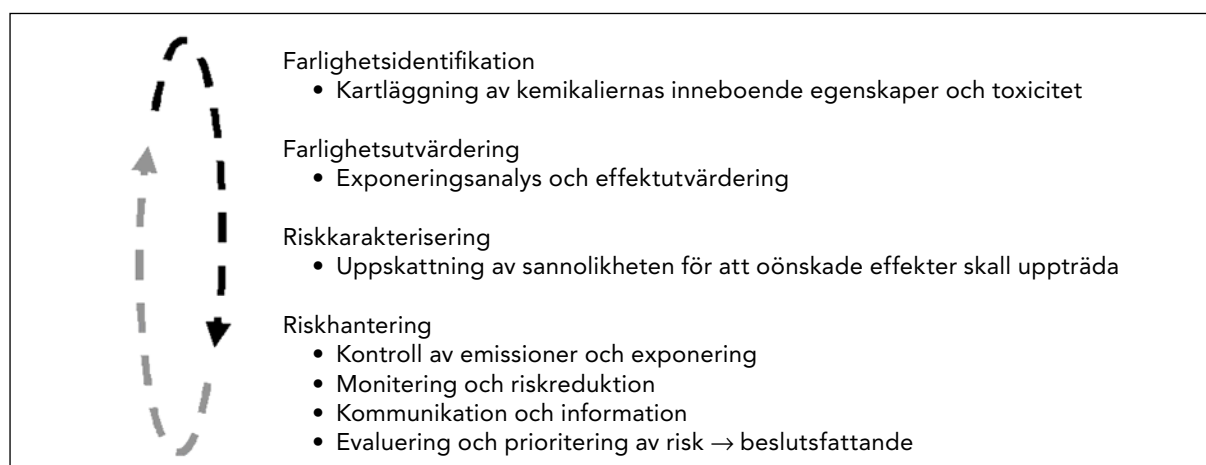 Farlighetsidentifikation
• Kartläggning av kemikaliernas inneboende egenskaper och toxicitet
Farlighetsutvärdering
• Exponeringsanalys och effektutvärdering
Riskkarakterisering
• Uppskattning av sannolikheten för att oönskade effekter skall uppträda
Riskhantering
• Kontroll av emissioner och exponering
• Monitering och riskreduktion
• Kommunikation och information
• Evaluering och prioritering av risk → beslutsfattande